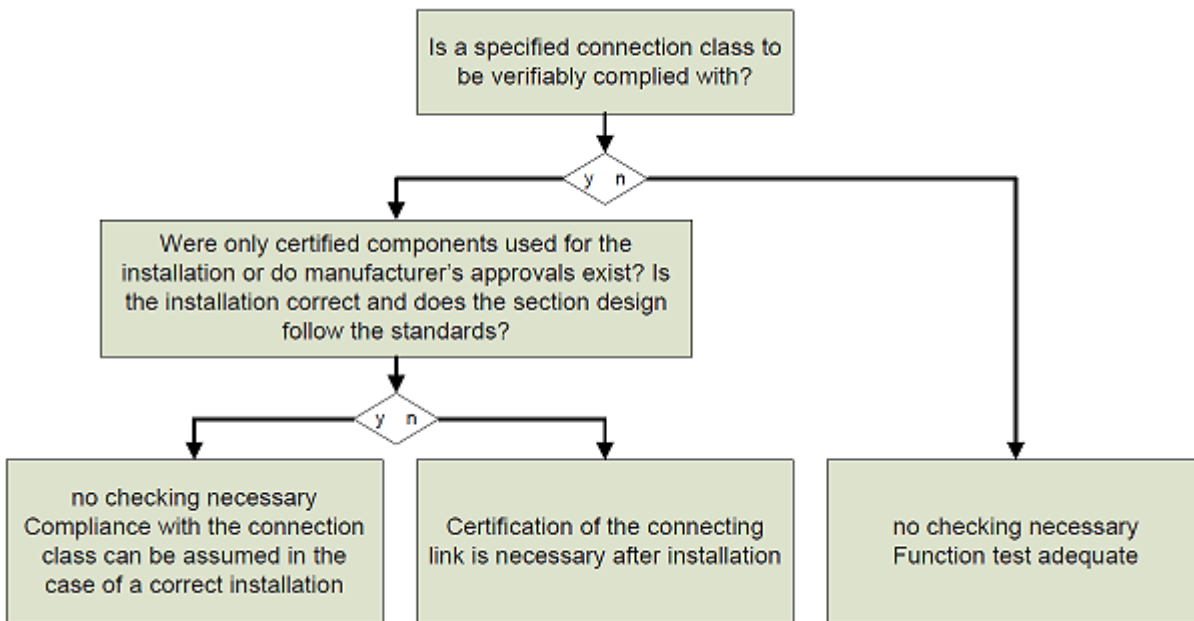 Is a specified connection class to
be verifiably complied with?
y n
Were only certified components used for the
installation or do manufacturer's approvals exist? Is
the installation correct and does the section design
follow the standards?
y n
no checking necessary
Compliance with the connection
class can be assumed in the
case of a correct installation
Certification of the connecting
link is necessary after installation
no checking necessary
Function test adequate